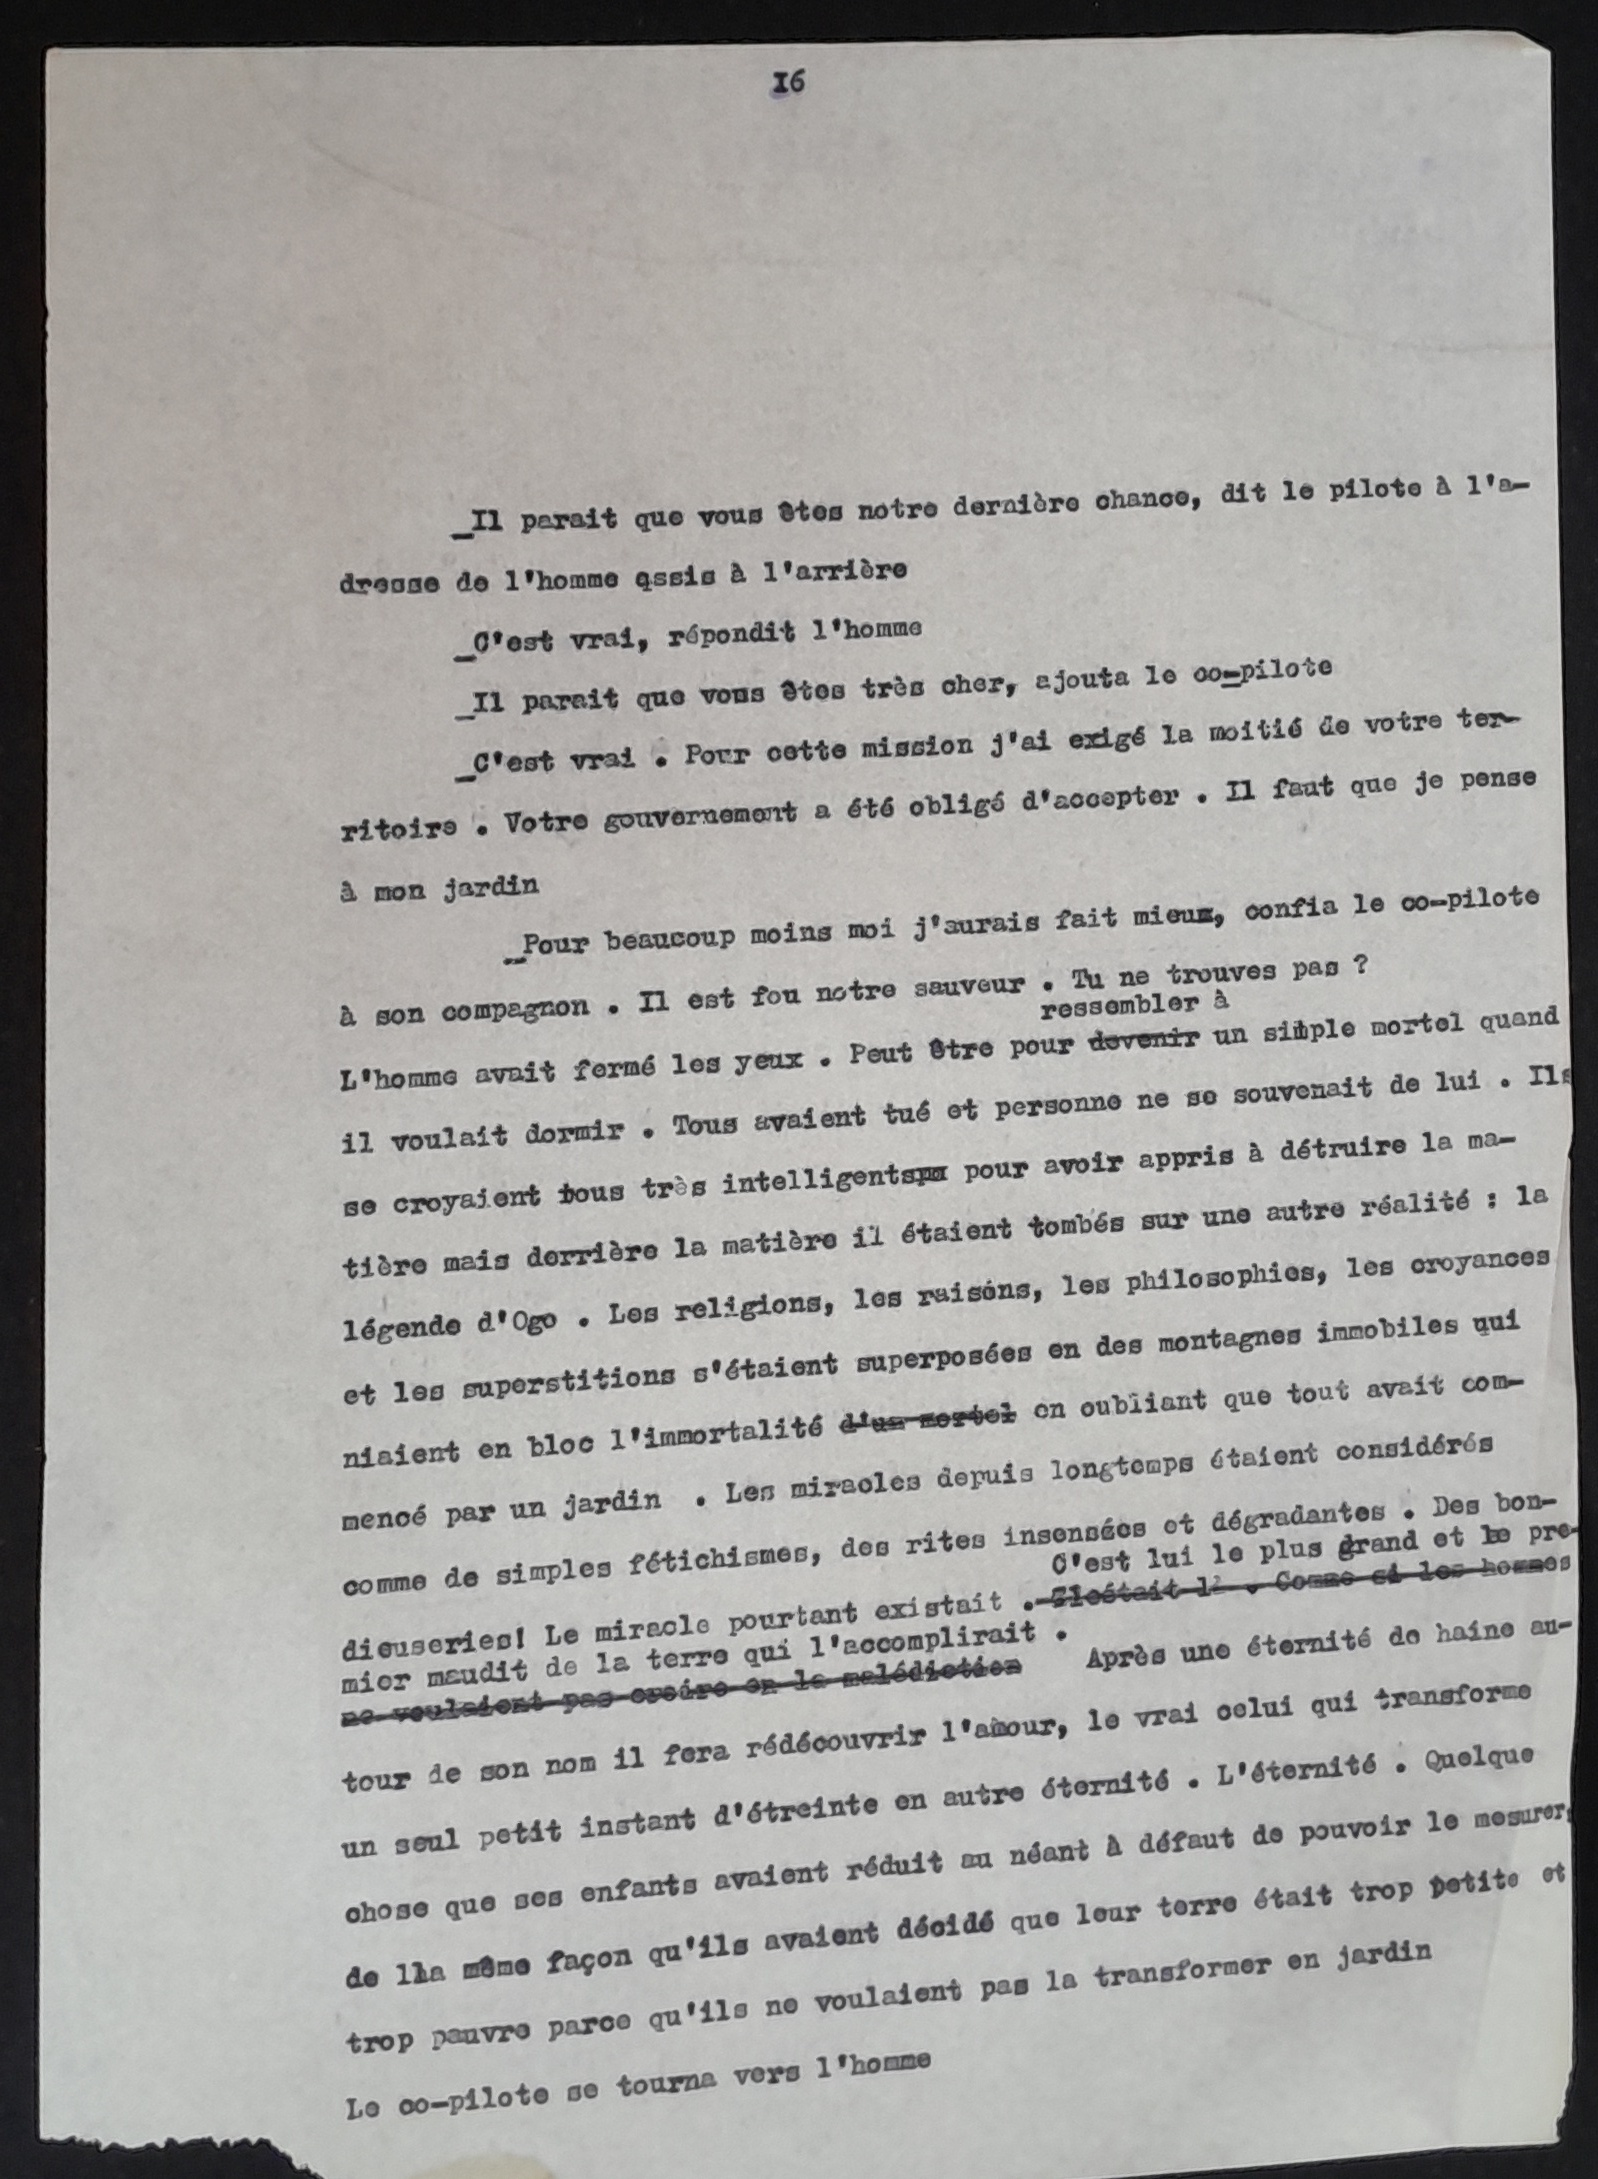 I6
_Il parait que vous êtes notre dernière chance, dit le pilote à l'a-
dresse de l'homme qssis à l'arrière
_C'est vrai, répondit l'homme
_Il parait que vous êtes très cher, ajouta le co-pilote
_C'est vrai . Pour cette mission j'ai exigé la moitié de votre ter-
ritoire . Votre gouvernement a été obligé d'accepter . Il faut que je pense
à mon jardin
_Pour beaucoup moins moi j'aurais fait mieux, confia le co-pilote
à son compagnon . Il est fou notre sauveur . Tu ne trouves pas ?
ressembler à
L'homme avait fermé les yeux . Peut être pour devenir un simple mortel quand
il voulait dormir . Tous avaient tué et personne ne se souvenait de lui . Ils
se croyaient tous très intelligents pour avoir appris à détruire la ma-
tière mais derrière la matière il étaient tombés sur une autre réalité : la
légende d'Ogo . Les religions, les raisons, les philosophies, les croyances
et les superstitions s'étaient superposées en des montagnes immobiles qui
niaient en bloc l'immortalité d'un mortel en oubliant que tout avait com-
mencé par un jardin . Les miracles depuis longtemps étaient considérés
comme de simples fétichismes, des rites insensées et dégradantes . Des bon-
C'est lui le plus grand et le pre-
dieuseries! Le miracle pourtant existait . . Comme si les hommes
mier maudit de la terre qui l'accomplirait .
ne voulaient pas croire en la malédiction Après une éternité de haine au-
tour de son nom il fera rédécouvrir l'amour, le vrai celui qui transforme
un seul petit instant d'étreinte en autre éternité . L'éternité . Quelque
chose que ses enfants avaient réduit au néant à défaut de pouvoir le mesurer,
de lla même façon qu'ils avaient décidé que leur terre était trop petite et
trop pauvre parce qu'ils ne voulaient pas la transformer en jardin
Le co-pilote se tourna vers l'homme